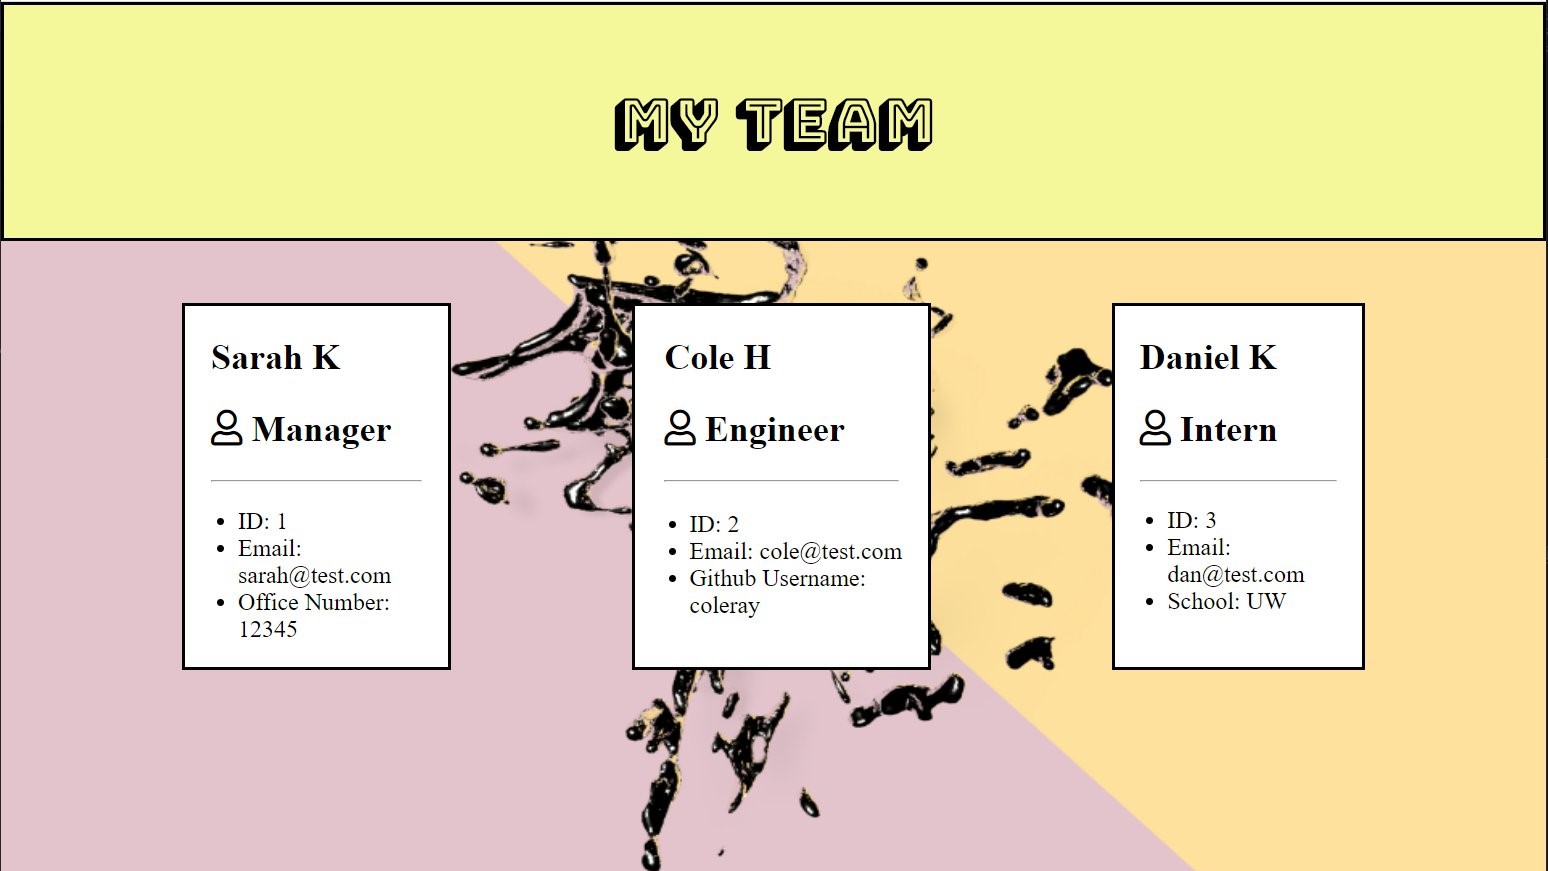 MY TEAM
Sarah K
Manager
ID: 1
Email:
sarah@test.com
Office Number:
12345
Cole H
Engineer
ID: 2
Email: cole@test.com
Github Username:
coleray
Daniel K
Intern
ID: 3
Email:
dan@test.com
School: UW